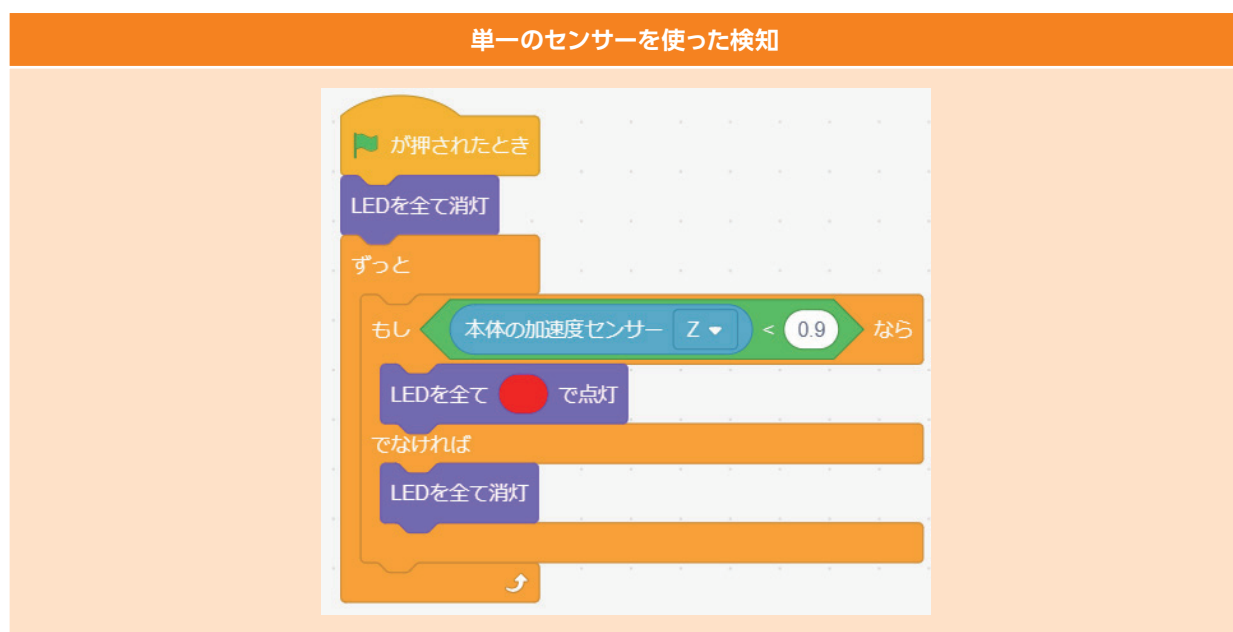 単一のセンサーを使った検知
が押されたとき
LEDを全て消灯
ずっと
もし 本体の加速度センサー Z < 0.9 なら
LEDを全て で点灯
でなければ
LEDを全て消灯